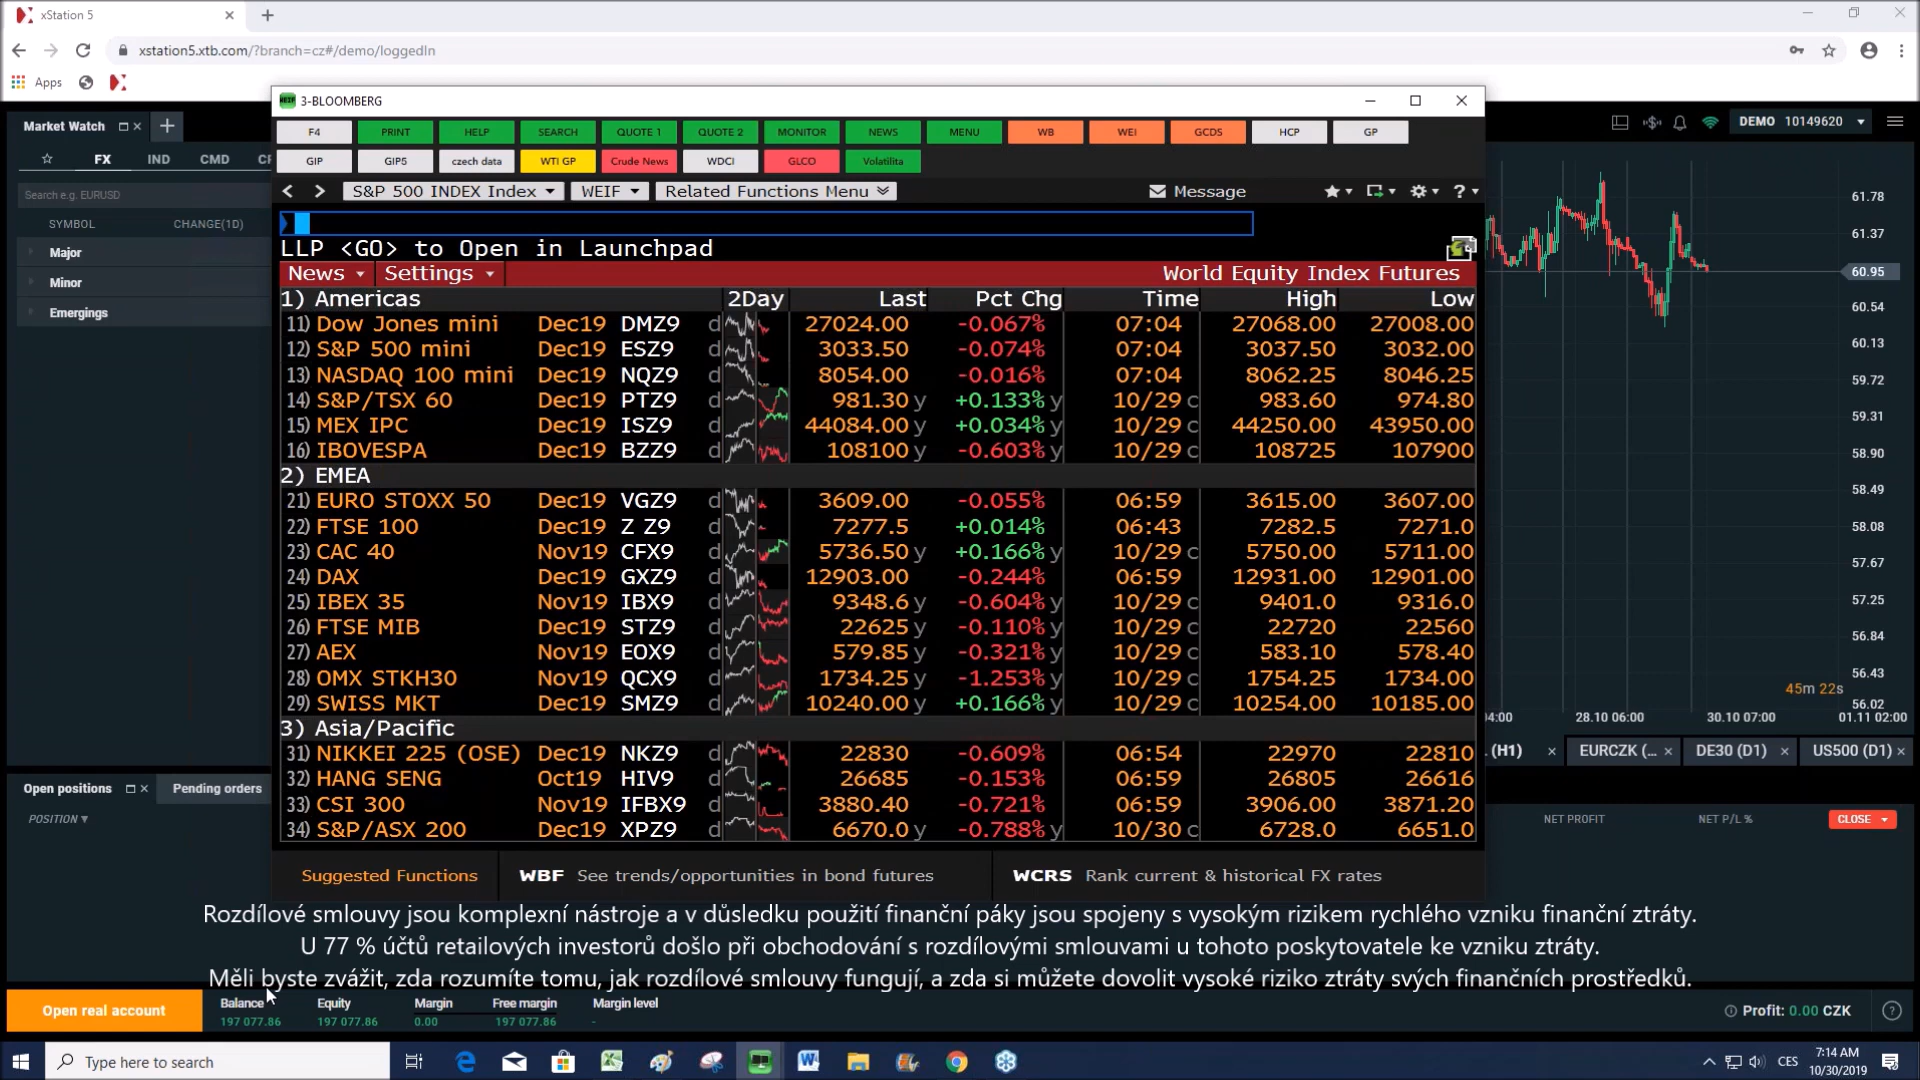 xStation 5
xstation5.xtb.com/?branch=cz#/demo/loggedIn
Apps
3-BLOOMBERG
F4 PRINT HELP SEARCH QUOTE 1 QUOTE 2 MONITOR NEWS MENU WB WEI GCDS HCP GP
GIP GIP5 czech data WTI GP Crude News WDCI GLCO Volatilita
S&P 500 INDEX Index WEIF Related Functions Menu Message ?
LLP <GO> to Open in Launchpad
News Settings World Equity Index Futures
1) Americas 2Day Last Pct Chg Time High Low
11) Dow Jones mini Dec19 DMZ9 d 27024.00 -0.067% 07:04 27068.00 27008.00
12) S&P 500 mini Dec19 ESZ9 d 3033.50 -0.074% 07:04 3037.50 3032.00
13) NASDAQ 100 mini Dec19 NQZ9 d 8054.00 -0.016% 07:04 8062.25 8046.25
14) S&P/TSX 60 Dec19 PTZ9 d 981.30 y +0.133% y 10/29 c 983.60 974.80
15) MEX IPC Dec19 ISZ9 d 44084.00 y +0.034% y 10/29 c 44250.00 43950.00
16) IBOVESPA Dec19 BZZ9 d 108100 y -0.603% y 10/29 c 108725 107900
2) EMEA
21) EURO STOXX 50 Dec19 VGZ9 d 3609.00 -0.055% 06:59 3615.00 3607.00
22) FTSE 100 Dec19 Z Z9 d 7277.5 +0.014% 06:43 7282.5 7271.0
23) CAC 40 Nov19 CFX9 d 5736.50 y +0.166% y 10/29 c 5750.00 5711.00
24) DAX Dec19 GXZ9 d 12903.00 -0.244% 06:59 12931.00 12901.00
25) IBEX 35 Nov19 IBX9 d 9348.6 y -0.604% y 10/29 c 9401.0 9316.0
26) FTSE MIB Dec19 STZ9 d 22625 y -0.110% y 10/29 c 22720 22560
27) AEX Nov19 EOX9 d 579.85 y -0.321% y 10/29 c 583.10 578.40
28) OMX STKH30 Nov19 QCX9 d 1734.25 y -1.253% y 10/29 c 1754.25 1734.00
29) SWISS MKT Dec19 SMZ9 d 10240.00 y +0.166% y 10/29 c 10254.00 10185.00
3) Asia/Pacific
31) NIKKEI 225 (OSE) Dec19 NKZ9 d 22830 -0.609% 06:54 22970 22810
32) HANG SENG Oct19 HIV9 d 26685 -0.153% 06:59 26805 26616
33) CSI 300 Nov19 IFBX9 d 3880.40 -0.721% 06:59 3906.00 3871.20
34) S&P/ASX 200 Dec19 XPZ9 d 6670.0 y -0.788% y 10/30 c 6728.0 6651.0
Suggested Functions WBF See trends/opportunities in bond futures WCRS Rank current & historical FX rates
Market Watch
FX IND CMD
Search e.g. EURUSD
SYMBOL CHANGE(1D)
Major
Minor
Emergings
Open positions Pending orders
POSITION
DEMO 10149620
61.78
61.37
60.95
60.54
60.13
59.72
59.31
58.90
58.49
58.08
57.67
57.25
56.84
56.43
56.02
45m 22s
04:00 28.10 06:00 30.10 07:00 01.11 02:00
(H1) EURCZK (... DE30 (D1) US500 (D1)
NET PROFIT NET P/L % CLOSE
Rozdílové smlouvy jsou komplexní nástroje a v důsledku použití finanční páky jsou spojeny s vysokým rizikem rychlého vzniku finanční ztráty.
U 77 % účtů retailových investorů došlo při obchodování s rozdílovými smlouvami u tohoto poskytovatele ke vzniku ztráty.
Měli byste zvážit, zda rozumíte tomu, jak rozdílové smlouvy fungují, a zda si můžete dovolit vysoké riziko ztráty svých finančních prostředků.
Open real account
Balance Equity Margin Free margin Margin level
197 077.86 197 077.86 0.00 197 077.86 -
Profit: 0.00 CZK
Type here to search
CES
7:14 AM
10/30/2019